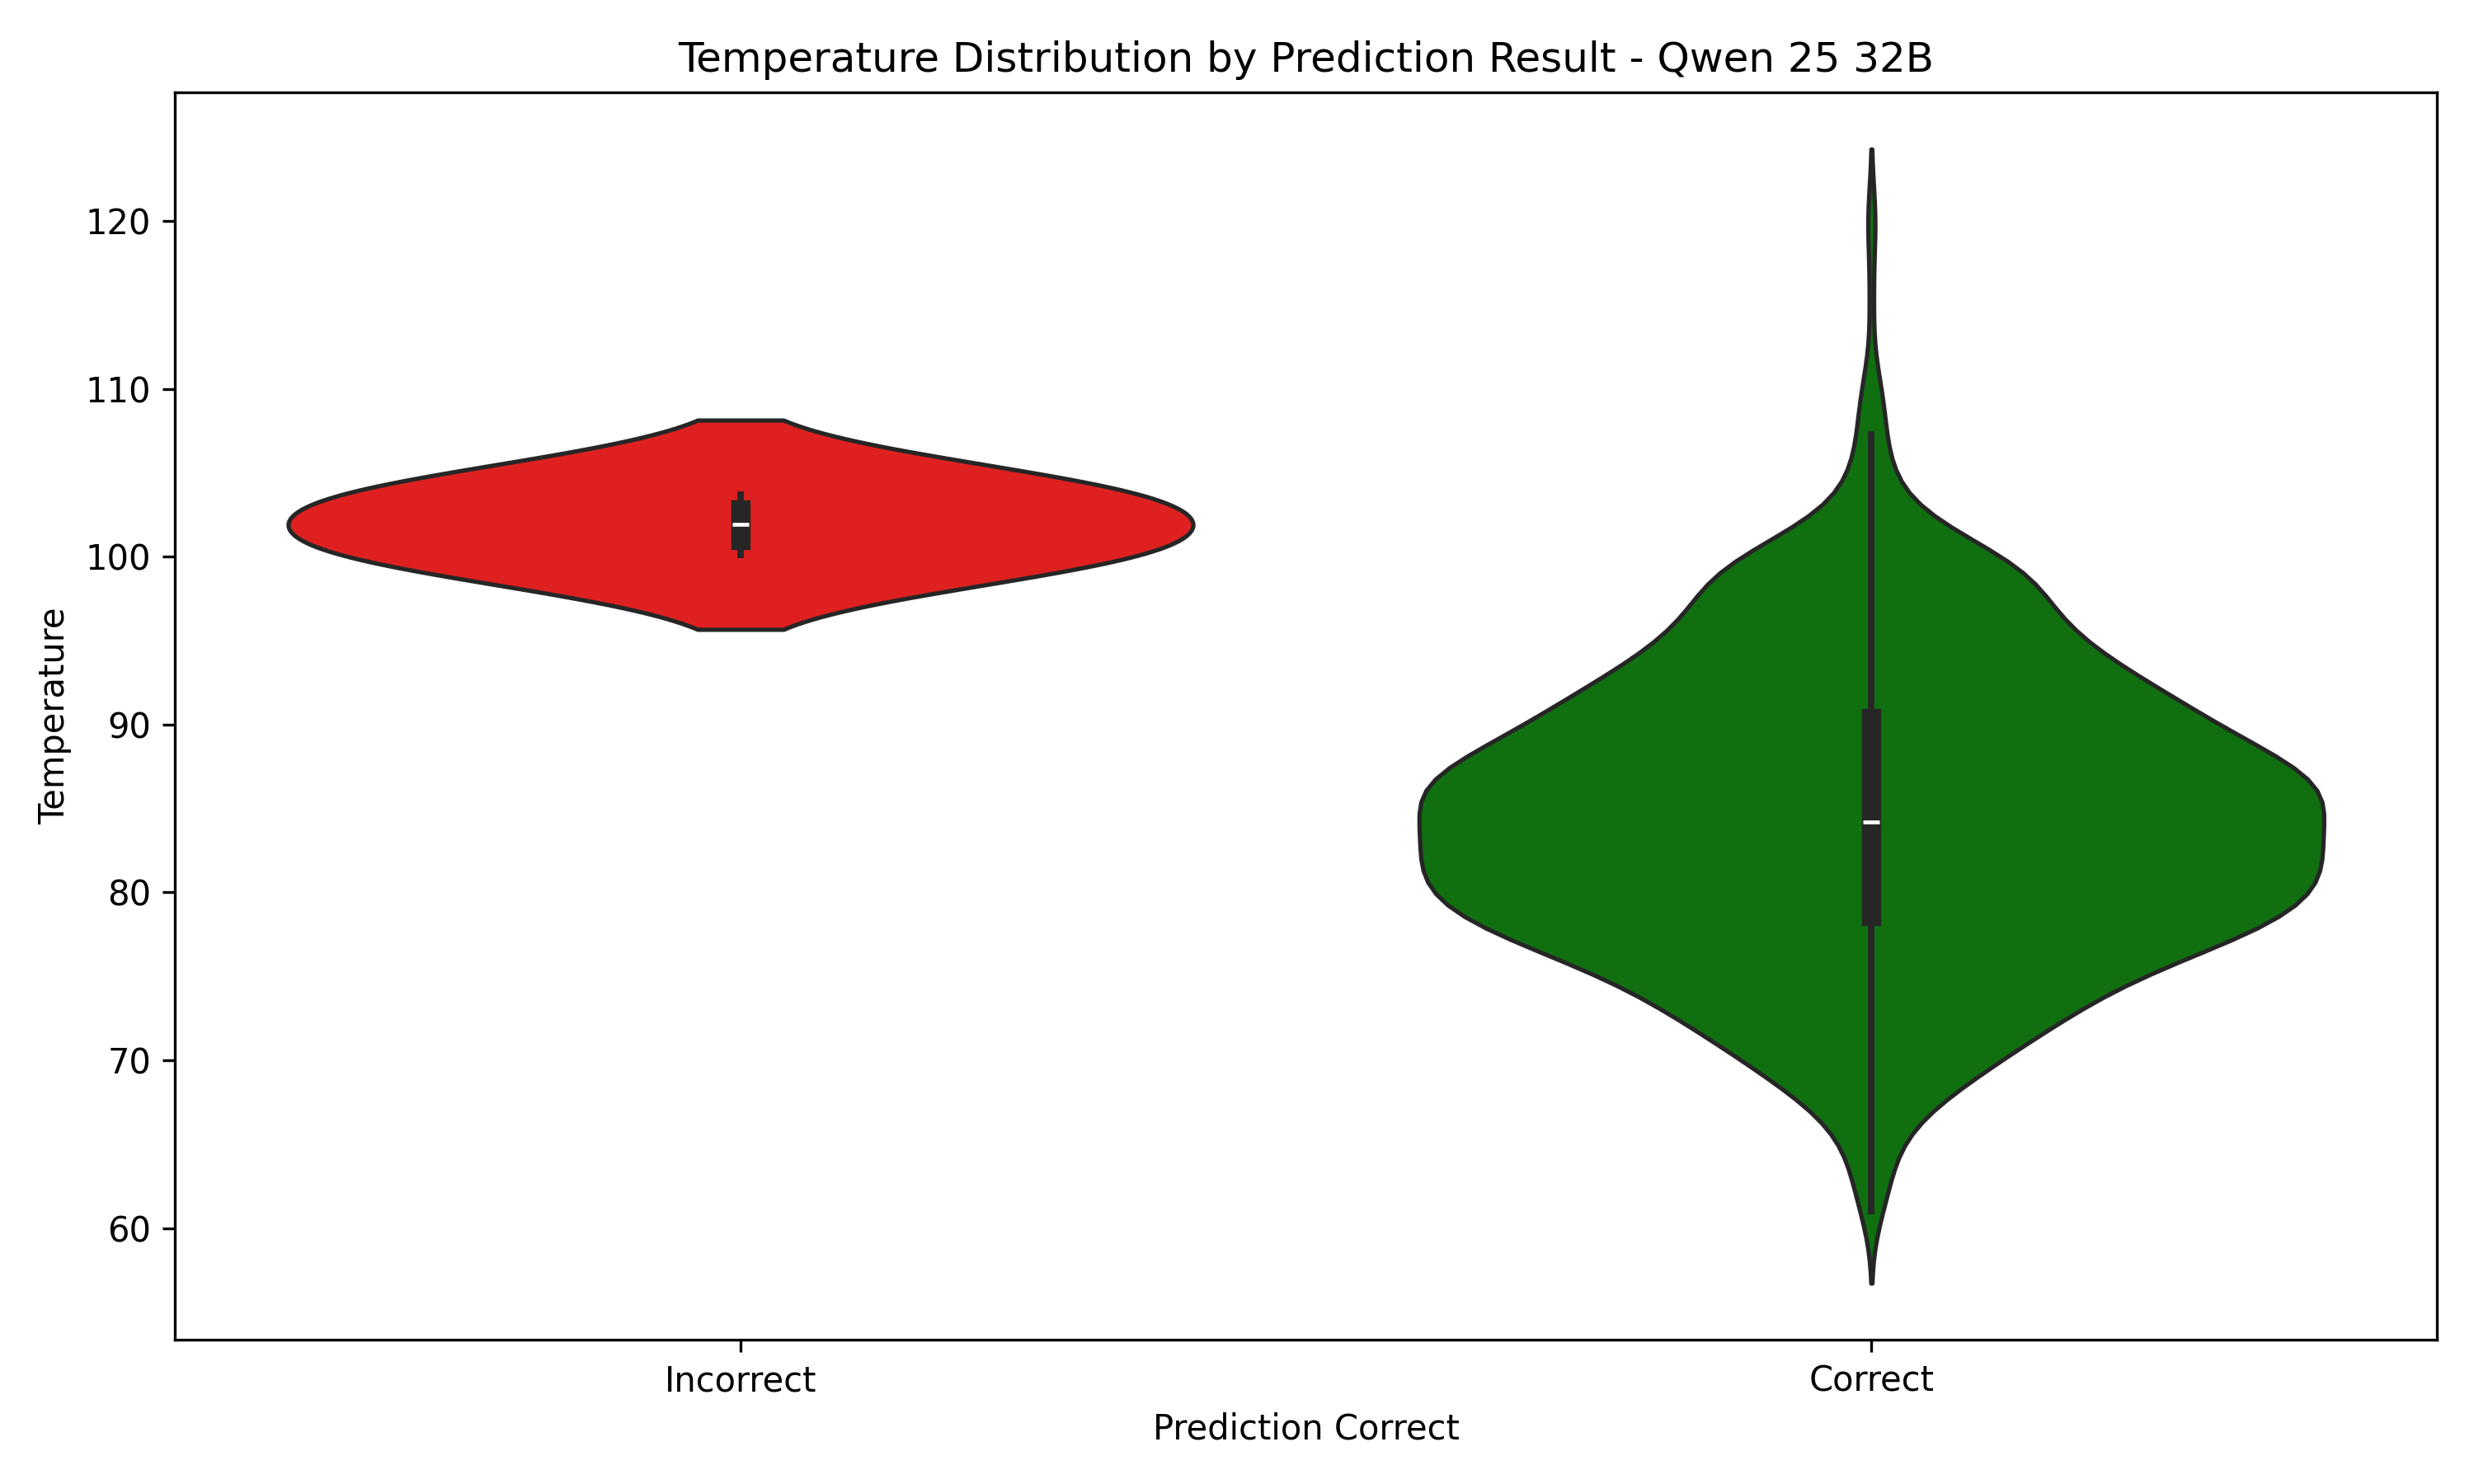 Temperature Distribution by Prediction Result - Qwen 25 32B
120
110
100
90
80
70
60
Temperature
Incorrect
Correct
Prediction Correct